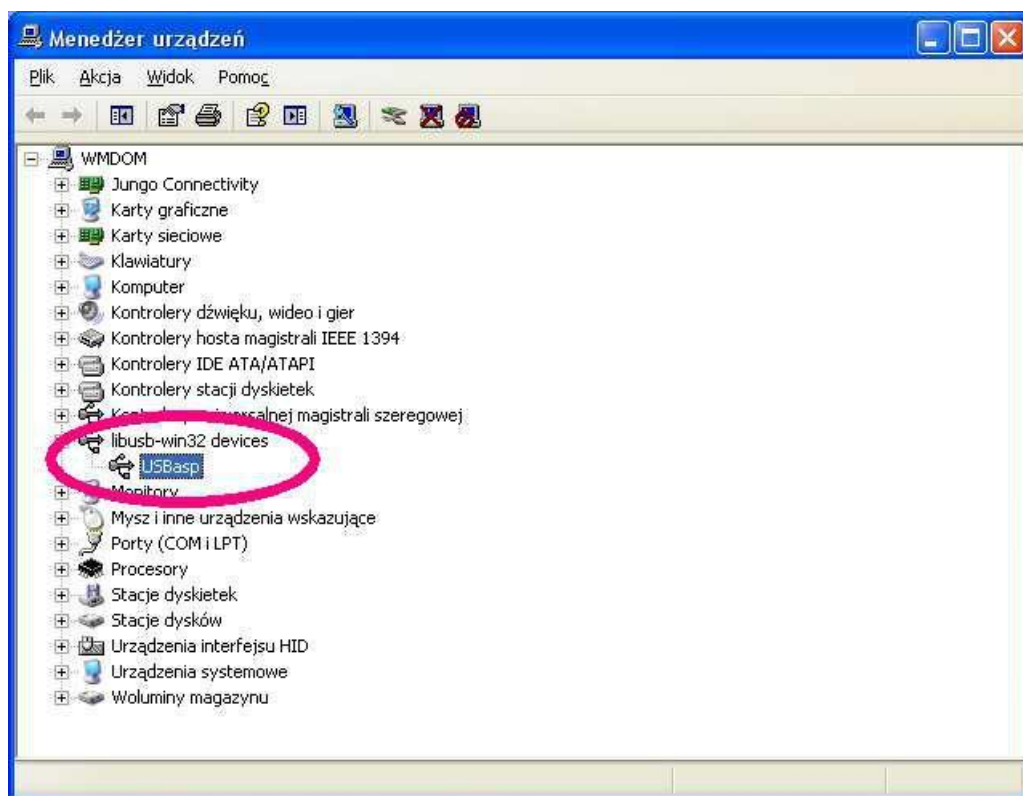 Menedżer urządzeń
Plik Akcja Widok Pomoc
WMDOM
Jungo Connectivity
Karty graficzne
Karty sieciowe
Klawiatury
Komputer
Kontrolery dźwięku, wideo i gier
Kontrolery hosta magistrali IEEE 1394
Kontrolery IDE ATA/ATAPI
Kontrolery stacji dyskietek
magistrali szeregowej
libusb-win32 devices
USBasp
Monitory
Mysz i inne urządzenia wskazujące
Porty (COM i LPT)
Procesory
Stacje dyskietek
Stacje dysków
Urządzenia interfejsu HID
Urządzenia systemowe
Woluminy magazynu